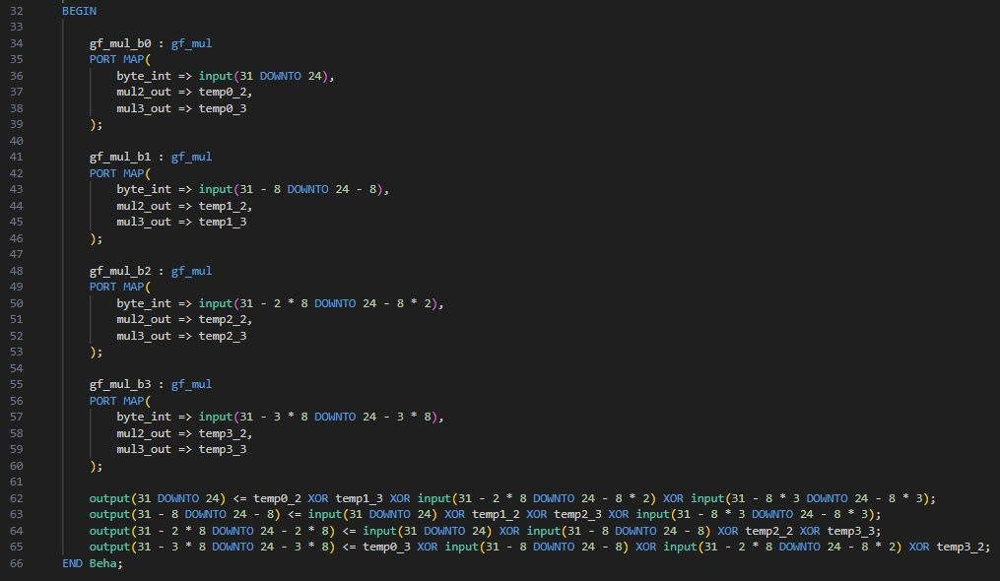 32 BEGIN
33
34 gf_mul_b0 : gf_mul
35 PORT MAP(
36 byte_int => input(31 DOWNTO 24),
37 mul2_out => temp0_2,
38 mul3_out => temp0_3
39 );
40
41 gf_mul_b1 : gf_mul
42 PORT MAP(
43 byte_int => input(31 - 8 DOWNTO 24 - 8),
44 mul2_out => temp1_2,
45 mul3_out => temp1_3
46 );
47
48 gf_mul_b2 : gf_mul
49 PORT MAP(
50 byte_int => input(31 - 2 * 8 DOWNTO 24 - 8 * 2),
51 mul2_out => temp2_2,
52 mul3_out => temp2_3
53 );
54
55 gf_mul_b3 : gf_mul
56 PORT MAP(
57 byte_int => input(31 - 3 * 8 DOWNTO 24 - 3 * 8),
58 mul2_out => temp3_2,
59 mul3_out => temp3_3
60 );
61
62 output(31 DOWNTO 24) <= temp0_2 XOR temp1_3 XOR input(31 - 2 * 8 DOWNTO 24 - 8 * 2) XOR input(31 - 8 * 3 DOWNTO 24 - 8 * 3);
63 output(31 - 8 DOWNTO 24 - 8) <= input(31 DOWNTO 24) XOR temp1_2 XOR temp2_3 XOR input(31 - 8 * 3 DOWNTO 24 - 8 * 3);
64 output(31 - 2 * 8 DOWNTO 24 - 2 * 8) <= input(31 DOWNTO 24) XOR input(31 - 8 DOWNTO 24 - 8) XOR temp2_2 XOR temp3_3;
65 output(31 - 3 * 8 DOWNTO 24 - 3 * 8) <= temp0_3 XOR input(31 - 8 DOWNTO 24 - 8) XOR input(31 - 2 * 8 DOWNTO 24 - 8 * 2) XOR temp3_2;
66 END Beha;